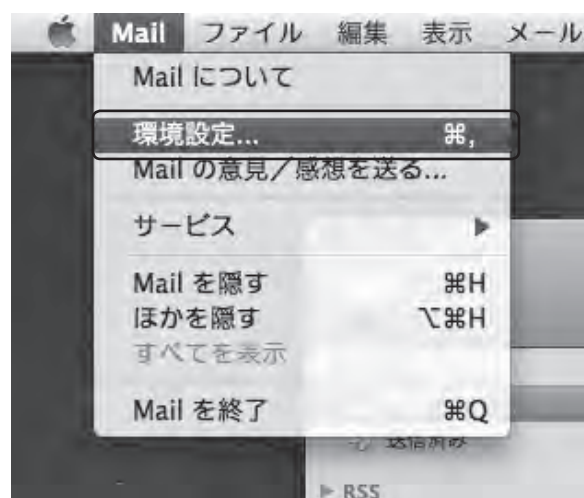 Mail ファイル 編集 表示 メール
Mail について
環境設定... ⌘,
Mail の意見／感想を送る...
サービス ▶
Mail を隠す ⌘H
ほかを隠す ⌥⌘H
すべてを表示
Mail を終了 ⌘Q
送信済み
▶ RSS